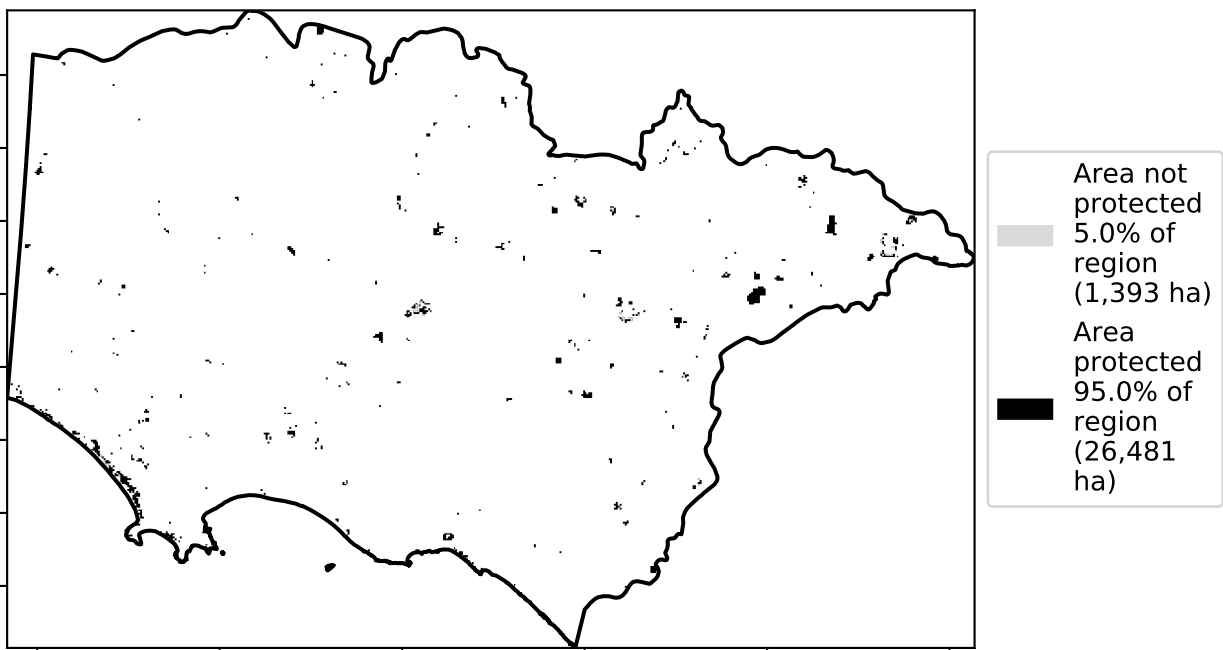 Area not
protected
5.0% of
region
(1,393 ha)
Area
protected
95.0% of
region
(26,481
ha)